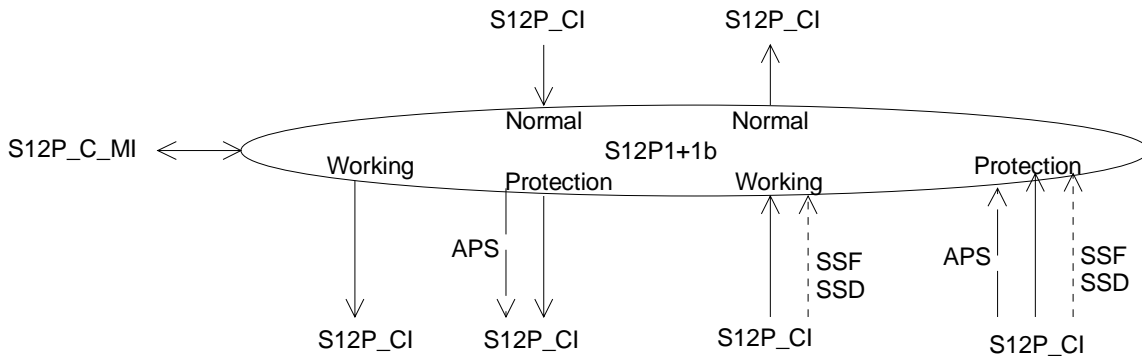 S12P_CI
S12P_CI
Normal
Normal
S12P_C_MI
S12P1+1b
Working
Protection
Working
Protection
APS
SSF
SSD
APS
SSF
SSD
S12P_CI
S12P_CI
S12P_CI
S12P_CI